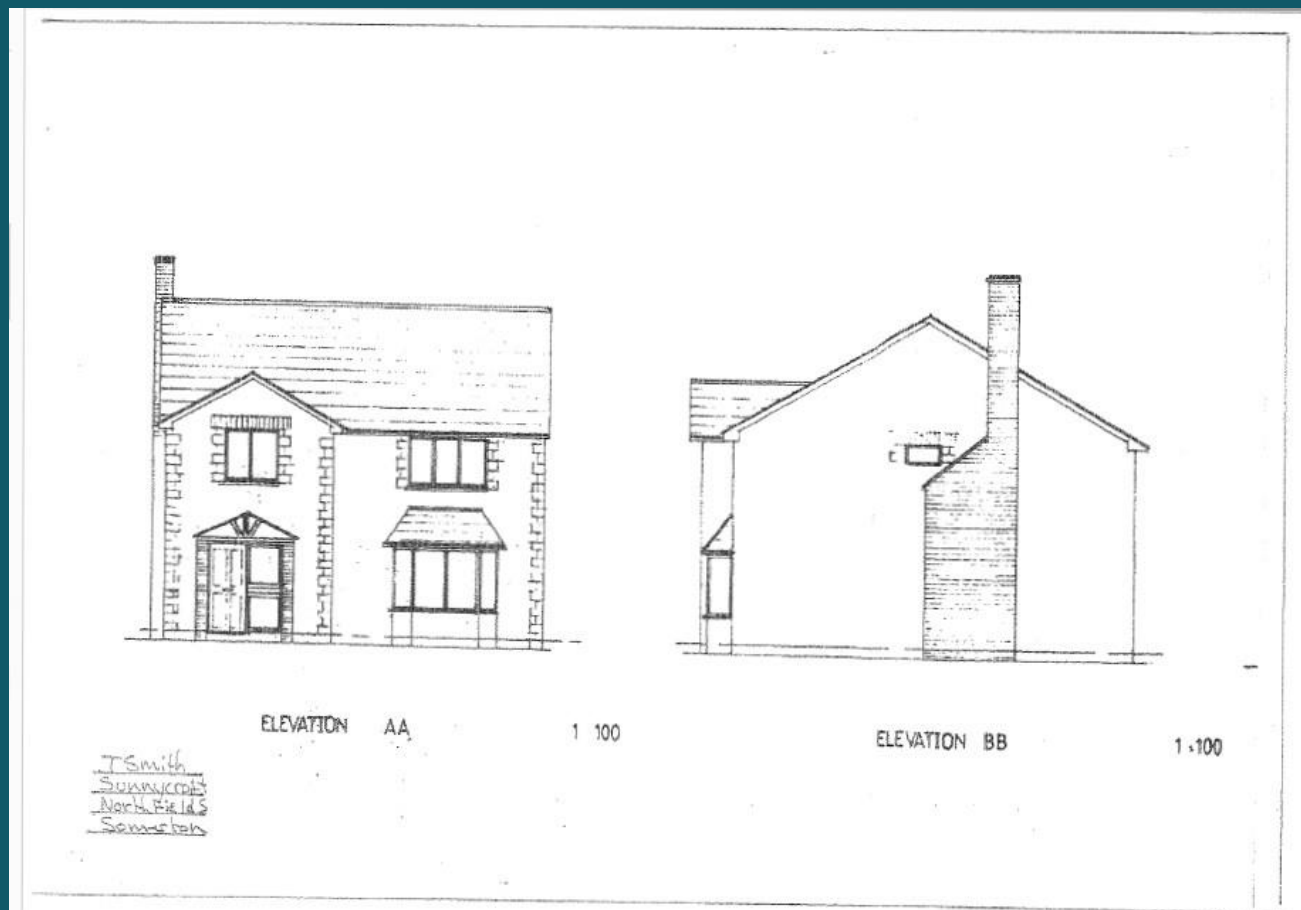 ELEVATION AA 1 100
ELEVATION BB 1:100
T Smith
Sunnycroft
North Fields
Somerton